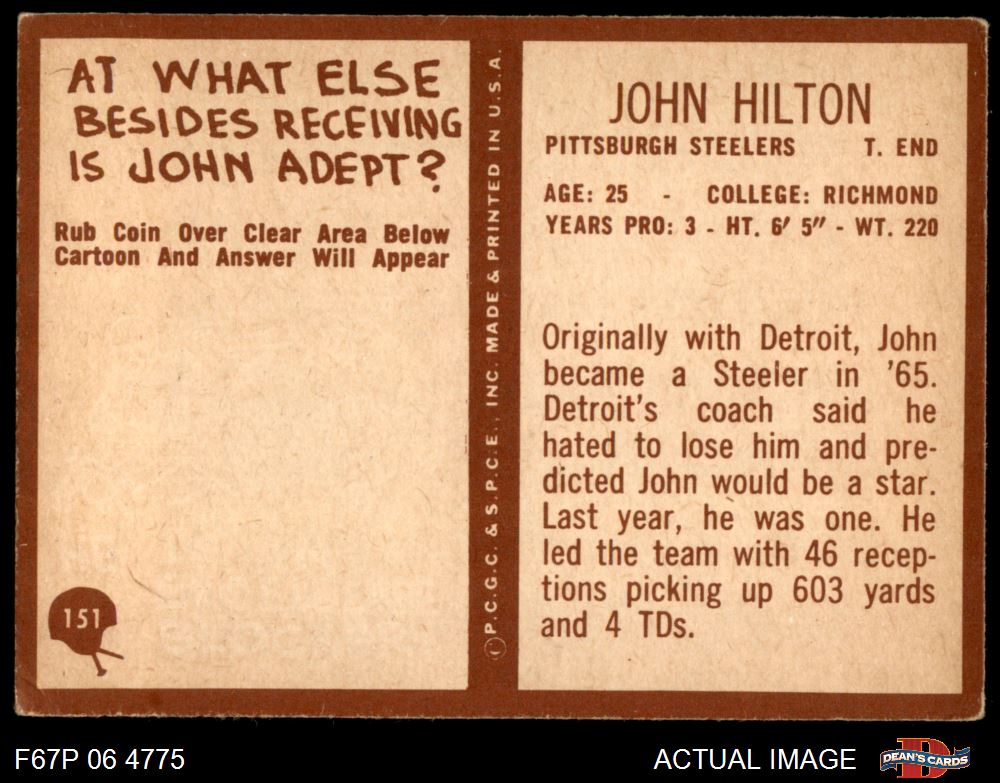 AT WHAT ELSE
BESIDES RECEIVING
IS JOHN ADEPT?
Rub Coin Over Clear Area Below
Cartoon And Answer Will Appear
151
©P.C.G.C. & S.P.C.E., INC. MADE & PRINTED IN U.S.A.
JOHN HILTON
PITTSBURGH STEELERS T. END
AGE: 25 - COLLEGE: RICHMOND
YEARS PRO: 3 - HT. 6' 5" - WT. 220
Originally with Detroit, John
became a Steeler in '65.
Detroit's coach said he
hated to lose him and pre-
dicted John would be a star.
Last year, he was one. He
led the team with 46 recep-
tions picking up 603 yards
and 4 TDs.
F67P 06 4775
ACTUAL IMAGE
D
DEAN'S CARDS